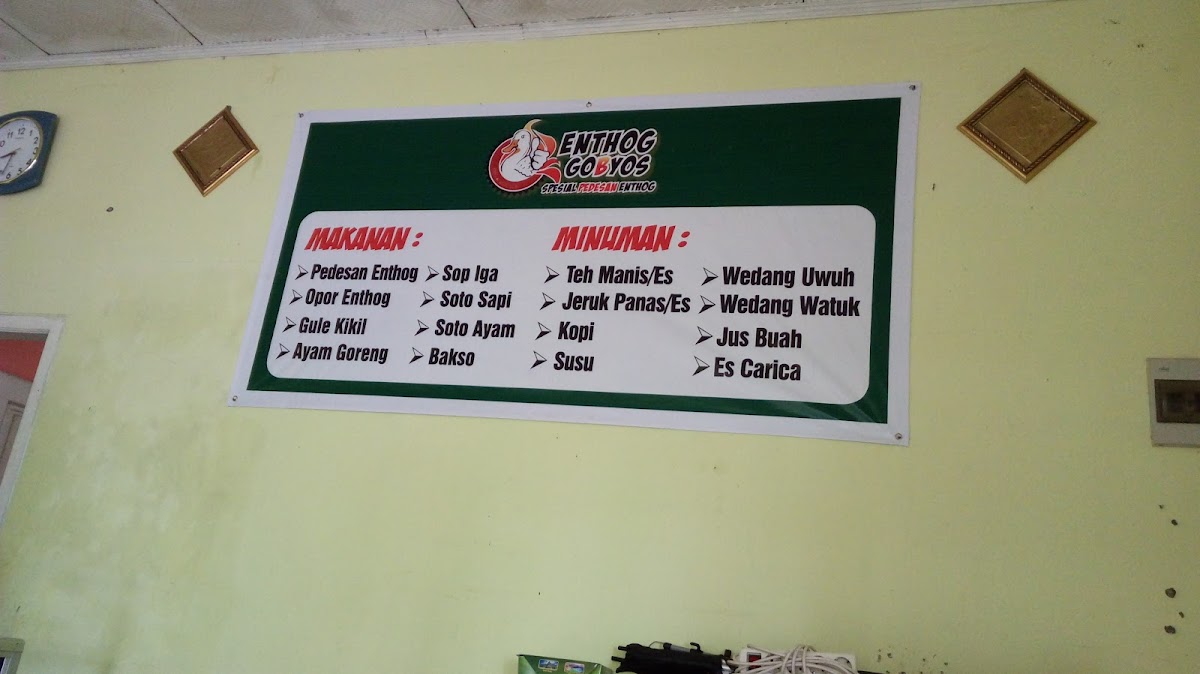 ENTHOG
GOBYOS
SPESIAL PEDESAN ENTHOG
MAKANAN :
Pedesan Enthog
Opor Enthog
Gule Kikil
Ayam Goreng
Sop Iga
Soto Sapi
Soto Ayam
Bakso
MINUMAN :
Teh Manis/Es
Jeruk Panas/Es
Kopi
Susu
Wedang Uwuh
Wedang Watuk
Jus Buah
Es Carica